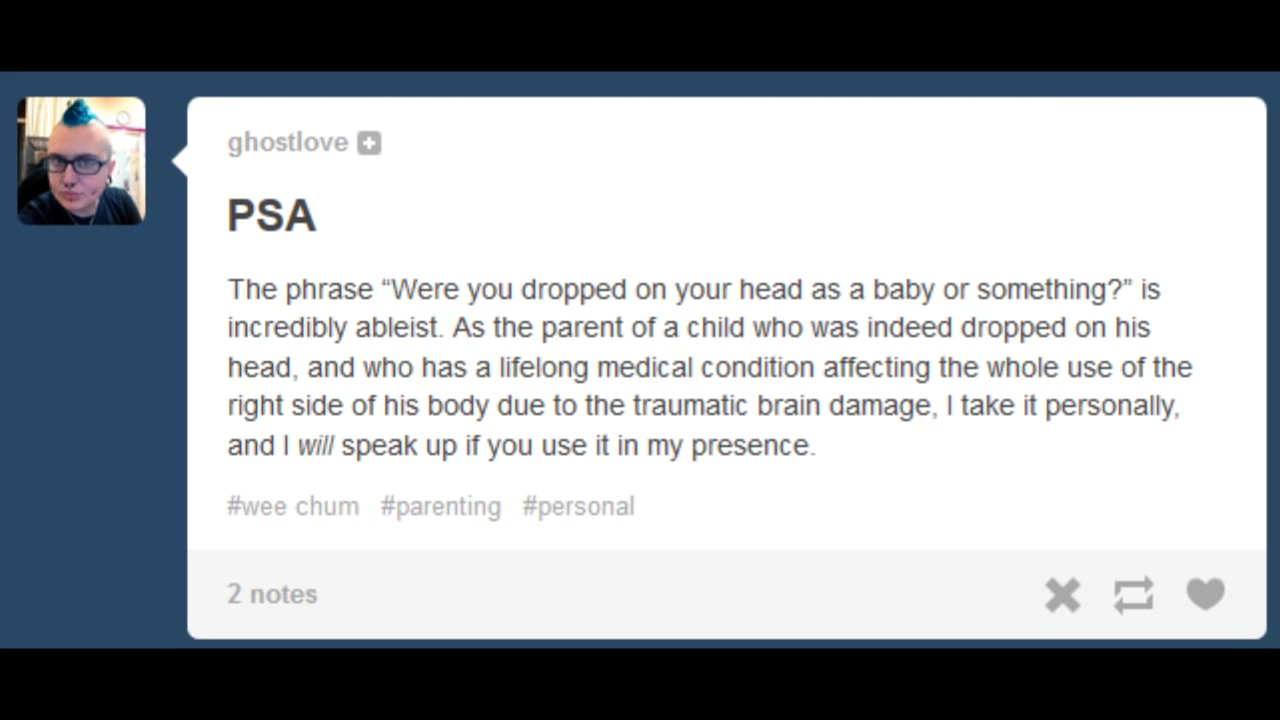 ghostlove
PSA
The phrase “Were you dropped on your head as a baby or something?” is
incredibly ableist. As the parent of a child who was indeed dropped on his
head, and who has a lifelong medical condition affecting the whole use of the
right side of his body due to the traumatic brain damage, I take it personally,
and I will speak up if you use it in my presence.
#wee chum #parenting #personal
2 notes